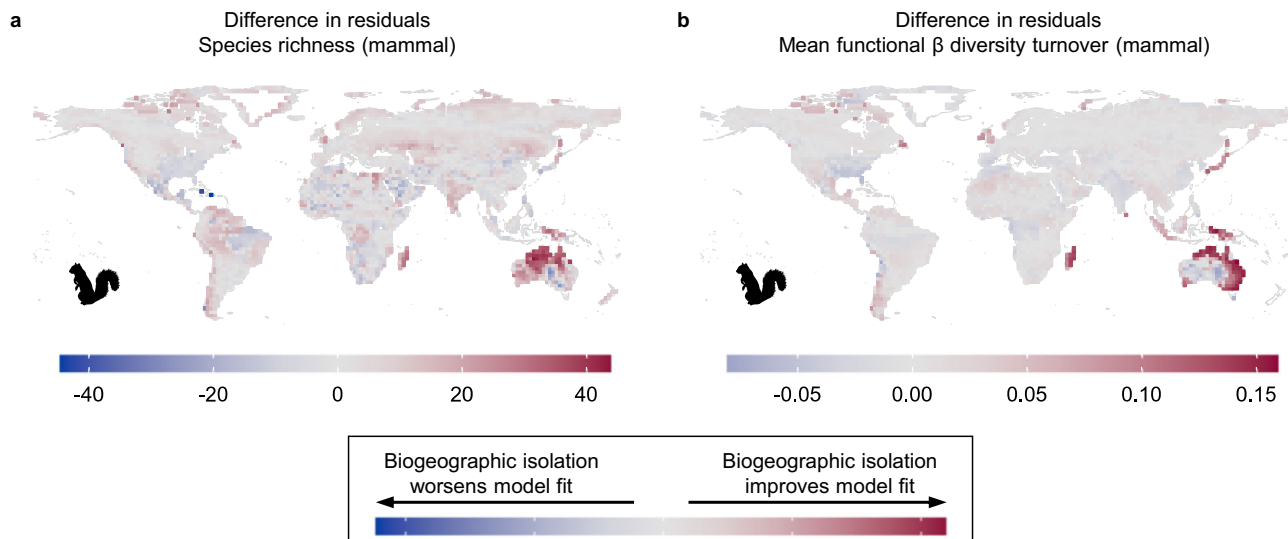 a
Difference in residuals
Species richness (mammal)
-40
-20
0
20
40
b
Difference in residuals
Mean functional β diversity turnover (mammal)
-0.05
0.00
0.05
0.10
0.15
Biogeographic isolation
worsens model fit
Biogeographic isolation
improves model fit